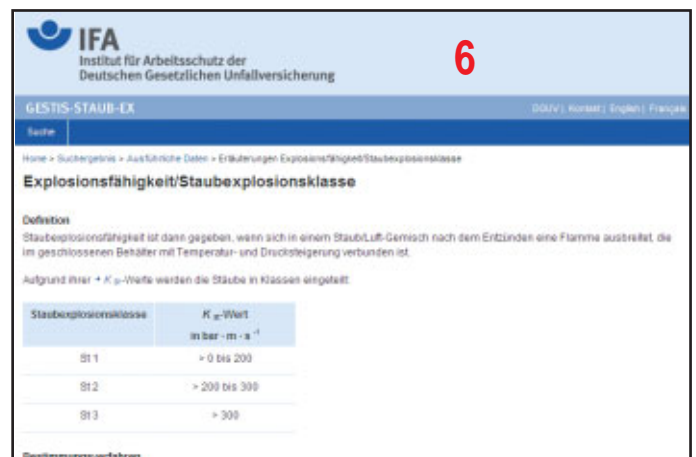 IFA
Institut für Arbeitsschutz der
Deutschen Gesetzlichen Unfallversicherung
6
GESTIS-STAUB-EX
DGUV | Kontakt | English | Français
Suche
Home > Suchergebnis > Ausführliche Daten > Erläuterungen Explosionsfähigkeit/Staubexplosionsklasse
Explosionsfähigkeit/Staubexplosionsklasse
Definition
Staubexplosionsfähigkeit ist dann gegeben, wenn sich in einem Staub/Luft-Gemisch nach dem Entzünden eine Flamme ausbreitet, die
im geschlossenen Behälter mit Temperatur- und Drucksteigerung verbunden ist.
Aufgrund ihrer → K St-Werte werden die Stäube in Klassen eingeteilt:
Staubexplosionsklasse K St-Wert
in bar · m · s -1
St 1 > 0 bis 200
St 2 > 200 bis 300
St 3 > 300
Bestimmungsverfahren